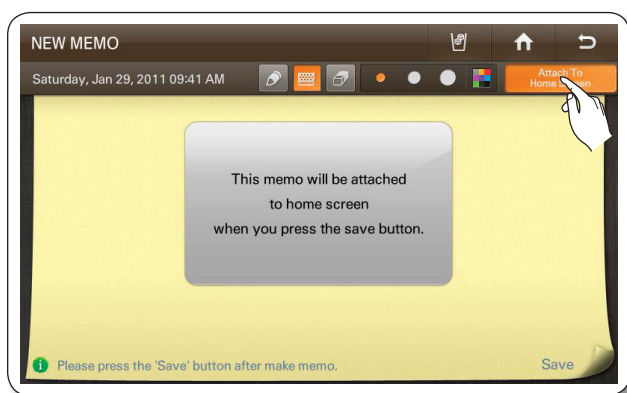 NEW MEMO
Saturday, Jan 29, 2011 09:41 AM
Attach To
Home Screen
This memo will be attached
to home screen
when you press the save button.
Please press the 'Save' button after make memo.
Save